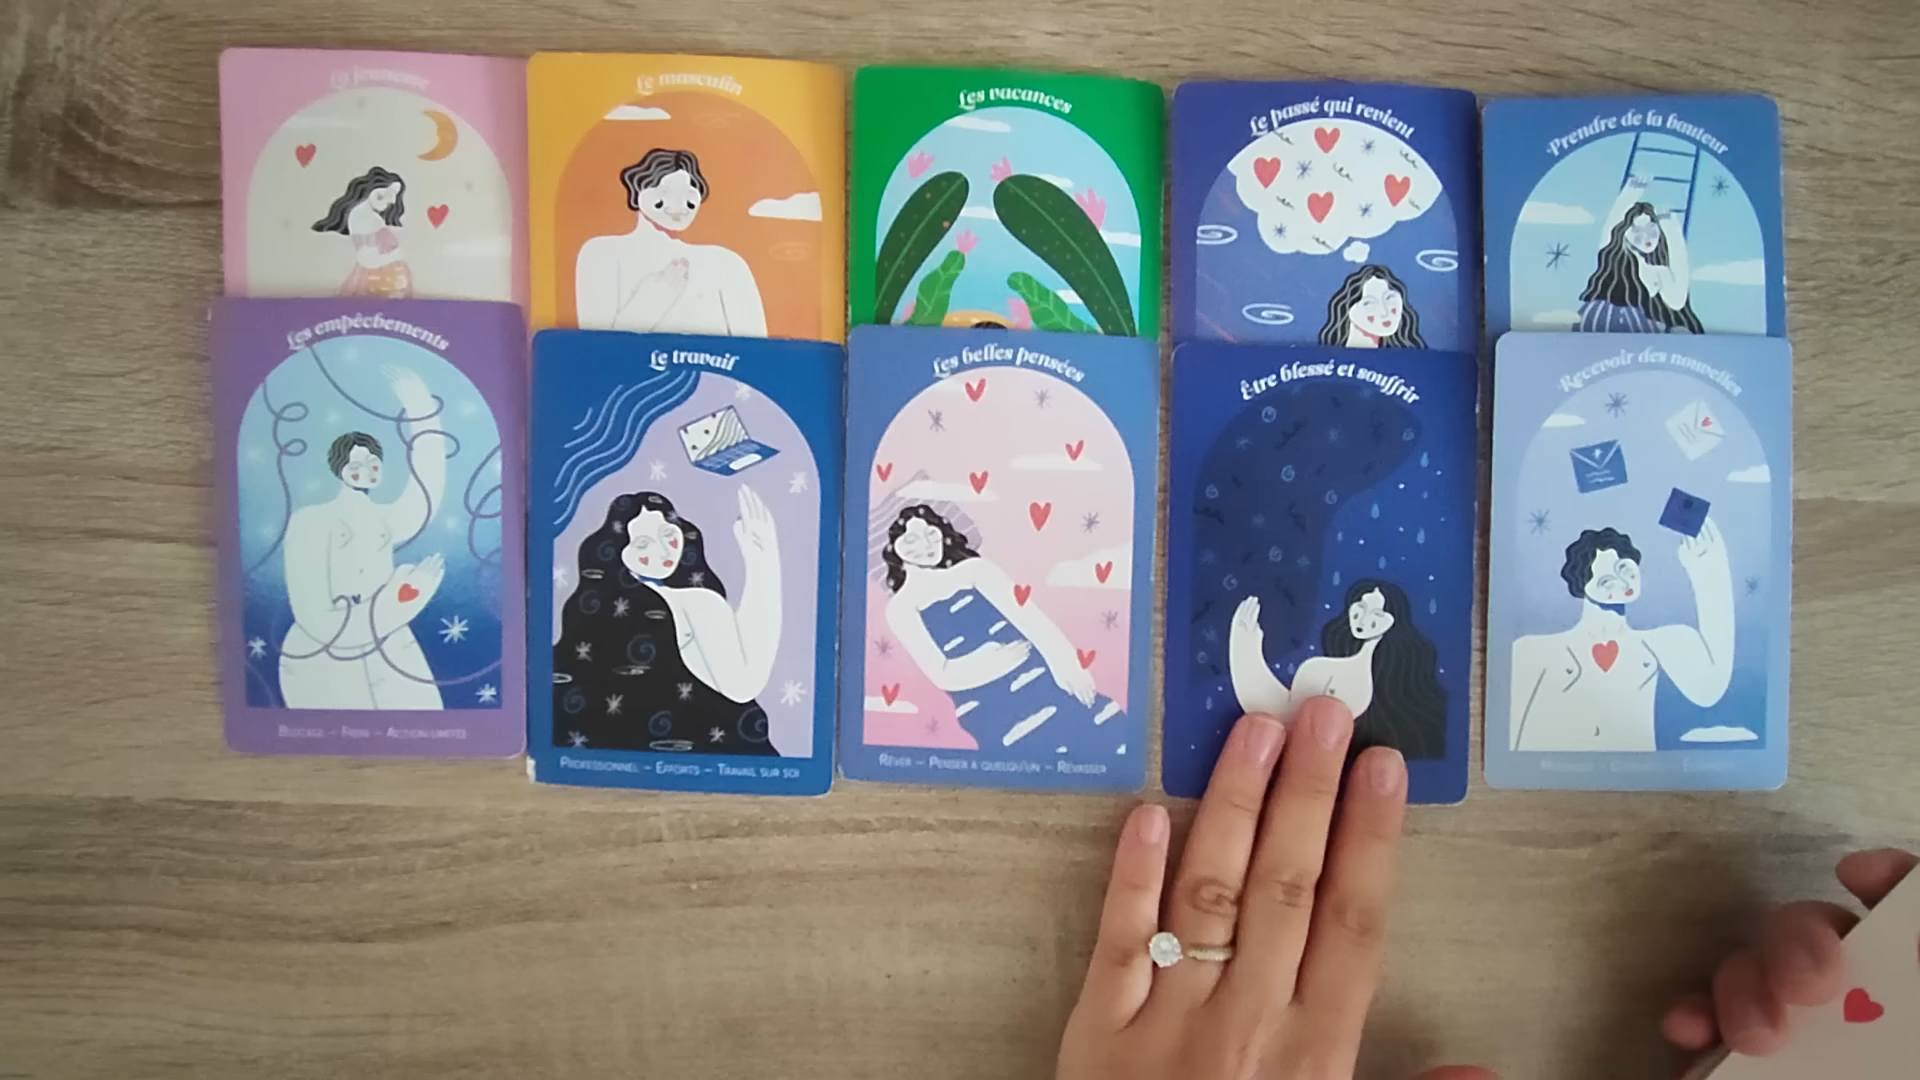 La jeunesse
Le masculin
Les vacances
Le passé qui revient
Prendre de la hauteur
Les empêchements
Blocage – Frein – Action limitée
Le travail
Professionnel – Efforts – Travail sur soi
Les belles pensées
Rêver – Penser à quelqu'un – Rêvasser
Être blessé et souffrir
Recevoir des nouvelles